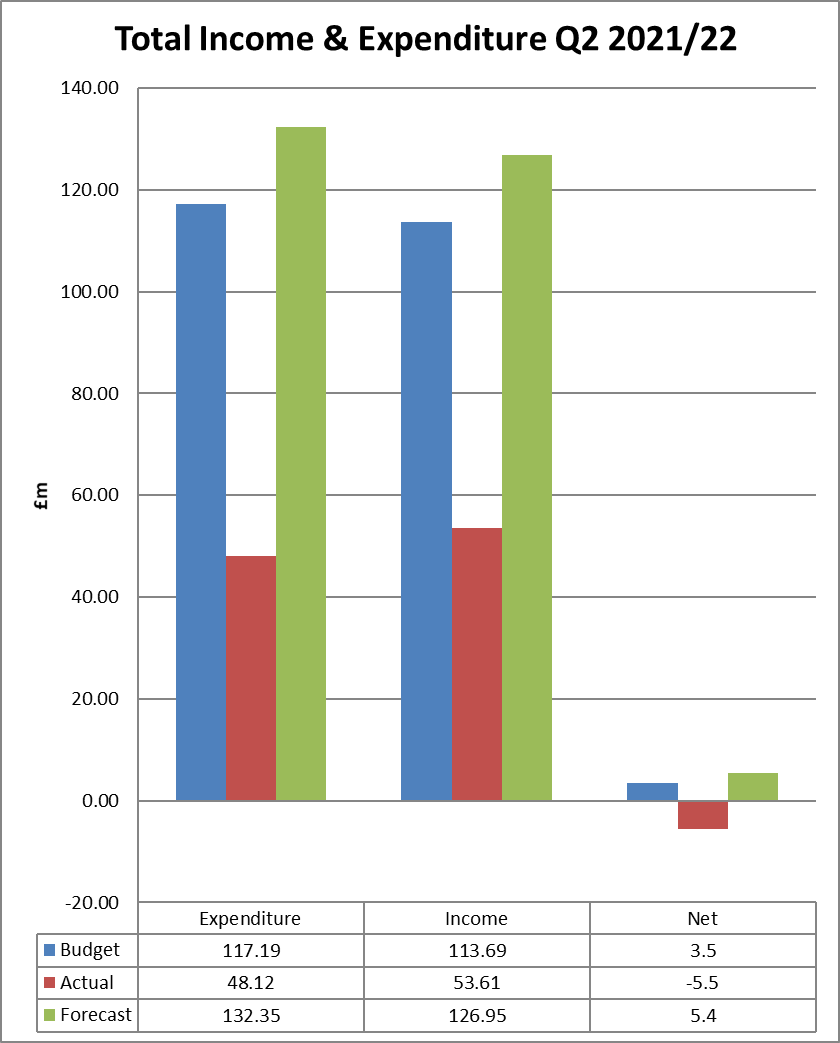 Total Income & Expenditure Q2 2021/22
140.00
120.00
100.00
80.00
60.00
40.00
20.00
0.00
-20.00
£m
Expenditure Income Net
Budget 117.19 113.69 3.5
Actual 48.12 53.61 -5.5
Forecast 132.35 126.95 5.4